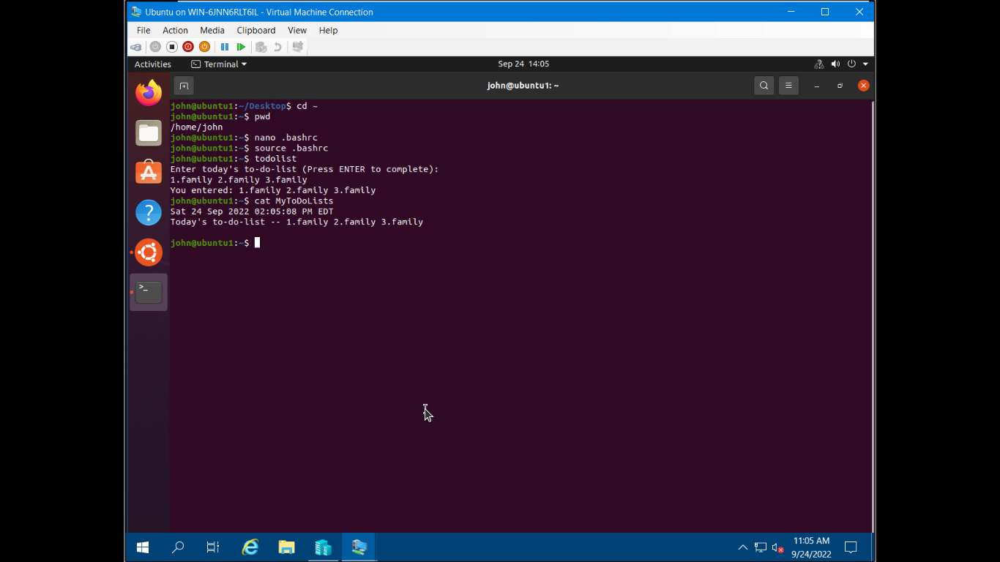 Ubuntu on WIN-6JNN6RLT6IL - Virtual Machine Connection
File Action Media Clipboard View Help
Activities Terminal Sep 24 14:05
john@ubuntu1: ~
john@ubuntu1:~/Desktop$ cd ~
john@ubuntu1:~$ pwd
/home/john
john@ubuntu1:~$ nano .bashrc
john@ubuntu1:~$ source .bashrc
john@ubuntu1:~$ todolist
Enter today's to-do-list (Press ENTER to complete):
1.family 2.family 3.family
You entered: 1.family 2.family 3.family
john@ubuntu1:~$ cat MyToDoLists
Sat 24 Sep 2022 02:05:08 PM EDT
Today's to-do-list -- 1.family 2.family 3.family
john@ubuntu1:~$
11:05 AM
9/24/2022